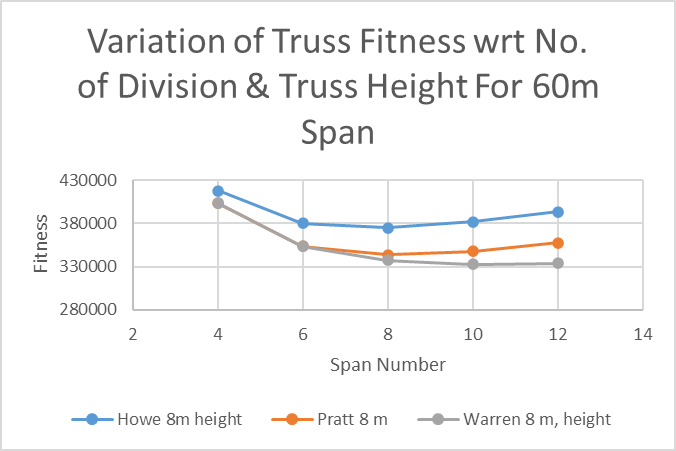 Variation of Truss Fitness wrt No.
of Division & Truss Height For 60m
Span
430000
380000
330000
280000
Fitness
2 4 6 8 10 12 14
Span Number
Howe 8m height Pratt 8 m Warren 8 m, height